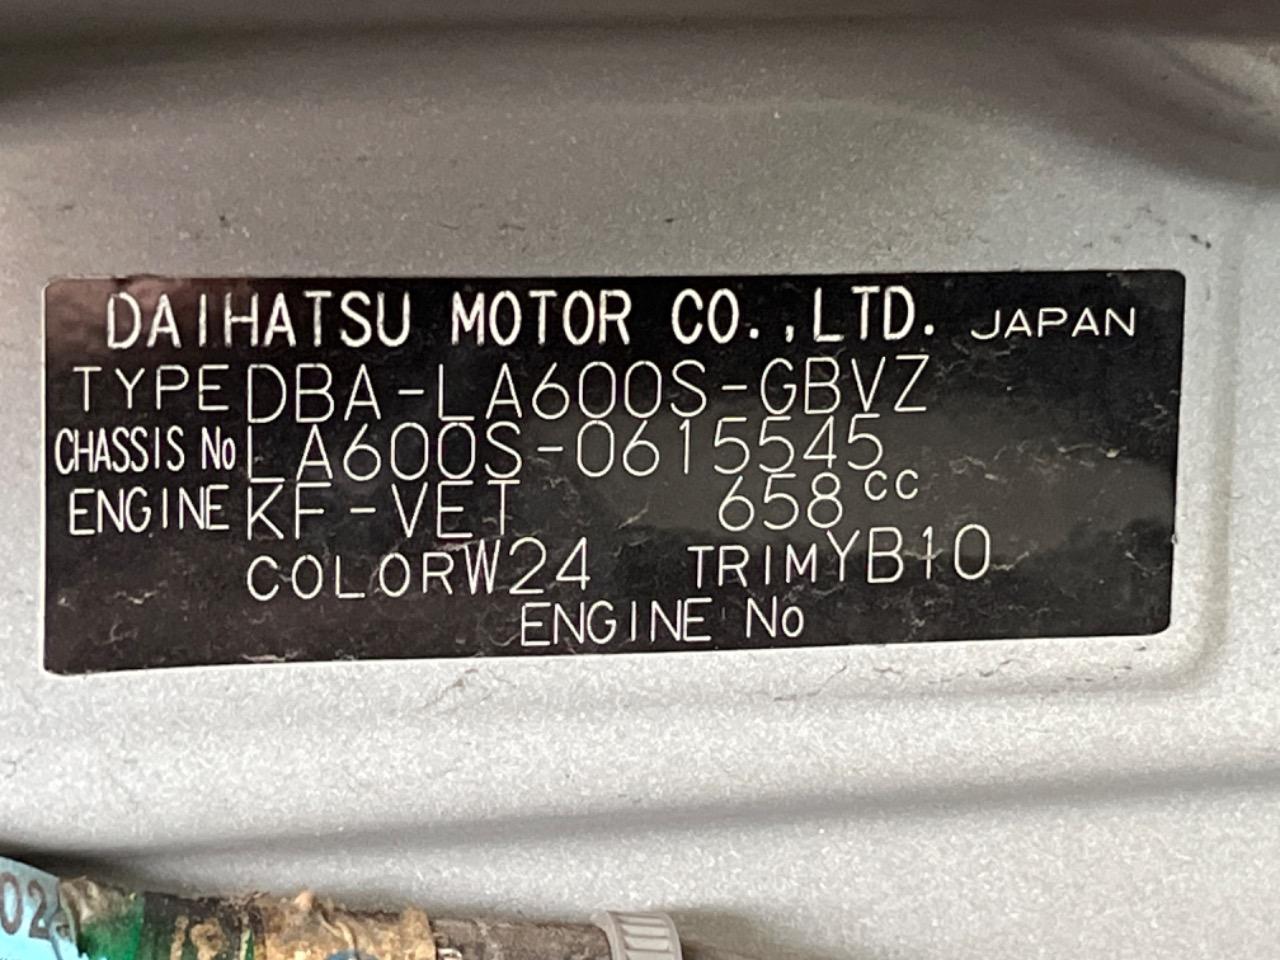 DAIHATSU MOTOR CO.,LTD. JAPAN
TYPE DBA-LA600S-GBVZ
CHASSIS No LA600S-0615545
ENGINE KF-VET 658 cc
COLOR W24 TRIM YB10
ENGINE No
02